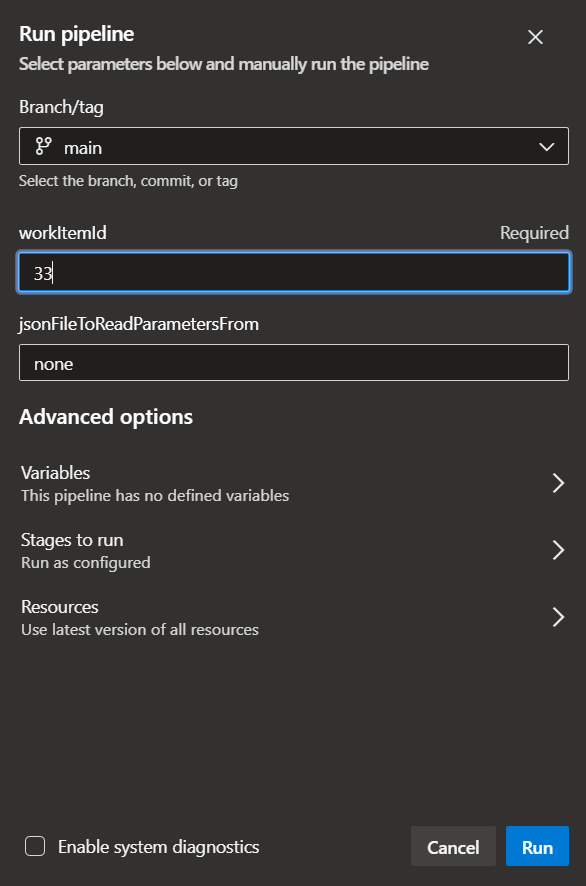 Run pipeline
Select parameters below and manually run the pipeline
Branch/tag
main
Select the branch, commit, or tag
workItemId Required
33
jsonFileToReadParametersFrom
none
Advanced options
Variables
This pipeline has no defined variables
Stages to run
Run as configured
Resources
Use latest version of all resources
Enable system diagnostics Cancel Run